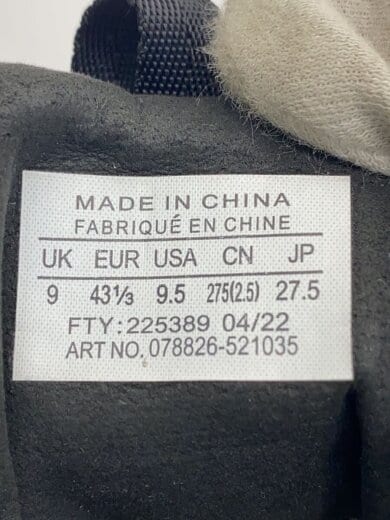 MADE IN CHINA
FABRIQUÉ EN CHINE
UK EUR USA CN JP
9 43⅓ 9.5 275(2.5) 27.5
FTY:225389 04/22
ART NO. 078826-521035